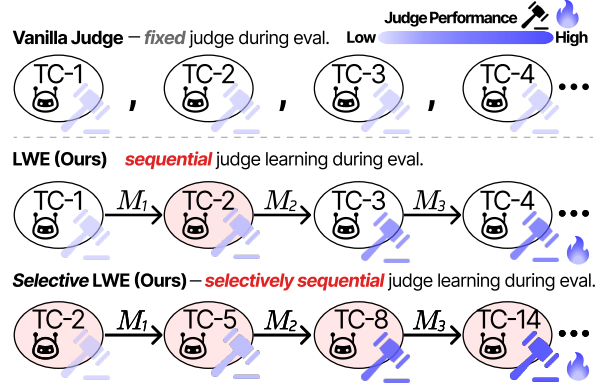 Judge Performance
Vanilla Judge – fixed judge during eval. Low High
TC-1 , TC-2 , TC-3 , TC-4 •••
LWE (Ours) sequential judge learning during eval.
TC-1 M₁ TC-2 M₂ TC-3 M₃ TC-4 •••
Selective LWE (Ours) – selectively sequential judge learning during eval.
TC-2 M₁ TC-5 M₂ TC-8 M₃ TC-14 •••